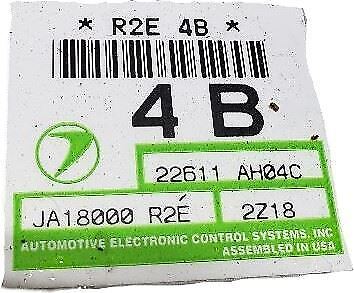 * R2E 4B *
4 B
22611 AH04C
JA18000 R2E 2Z18
AUTOMOTIVE ELECTRONIC CONTROL SYSTEMS, INC
ASSEMBLED IN USA